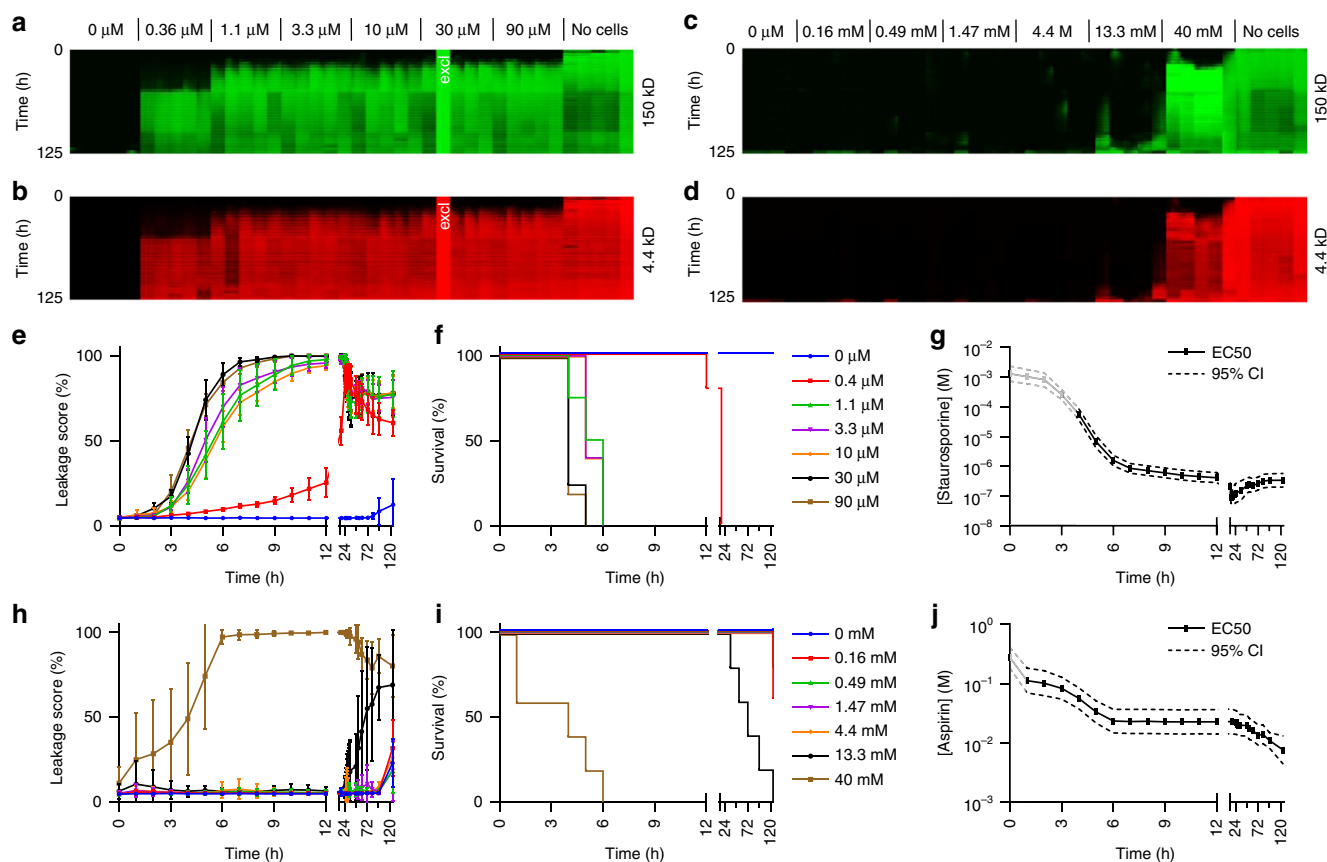 a
0 µM | 0.36 µM | 1.1 µM | 3.3 µM | 10 µM | 30 µM | 90 µM | No cells
0
Time (h)
125
excl
150 kD
c
0 µM | 0.16 mM | 0.49 mM | 1.47 mM | 4.4 M | 13.3 mM | 40 mM | No cells
0
Time (h)
125
150 kD
b
0
Time (h)
125
excl
4.4 kD
d
0
Time (h)
125
4.4 kD
e
Leakage score (%)
100
50
0
0 3 6 9 12 24 72 120
Time (h)
f
Survival (%)
100
50
0
0 3 6 9 12 24 72 120
Time (h)
0 µM
0.4 µM
1.1 µM
3.3 µM
10 µM
30 µM
90 µM
g
[Staurosporine] (M)
10⁻²
10⁻³
10⁻⁴
10⁻⁵
10⁻⁶
10⁻⁷
10⁻⁸
EC50
95% CI
0 3 6 9 12 24 72 120
Time (h)
h
Leakage score (%)
100
50
0
0 3 6 9 12 24 72 120
Time (h)
i
Survival (%)
100
50
0
0 3 6 9 12 24 72 120
Time (h)
0 mM
0.16 mM
0.49 mM
1.47 mM
4.4 mM
13.3 mM
40 mM
j
[Aspirin] (M)
10⁰
10⁻¹
10⁻²
10⁻³
EC50
95% CI
0 3 6 9 12 24 72 120
Time (h)